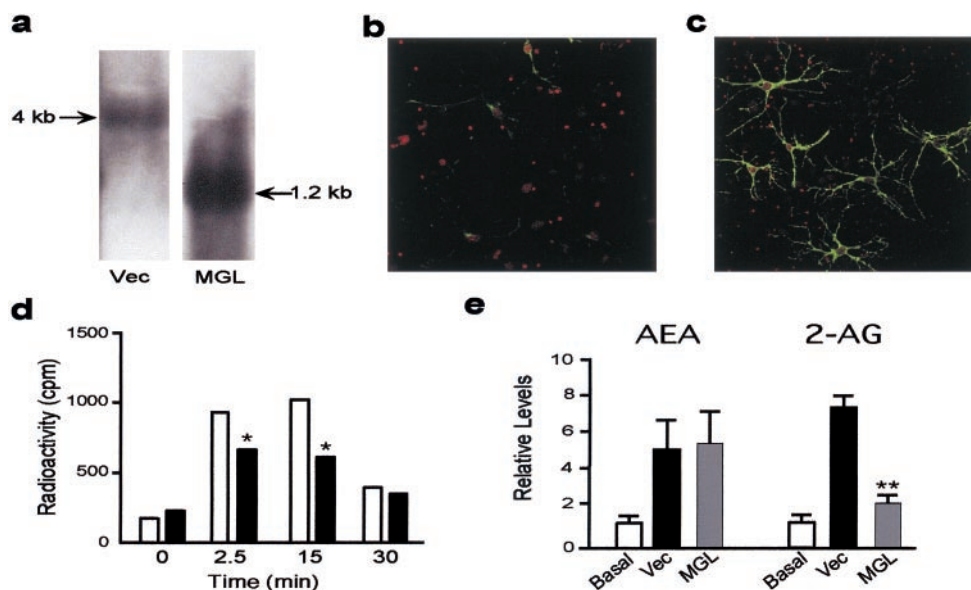 a
4 kb
1.2 kb
Vec
MGL
b
c
d
Radioactivity (cpm)
1500
1000
500
0
*
*
0
2.5
15
30
Time (min)
e
AEA
2-AG
Relative Levels
10
8
6
4
2
0
**
Basal
Vec
MGL
Basal
Vec
MGL